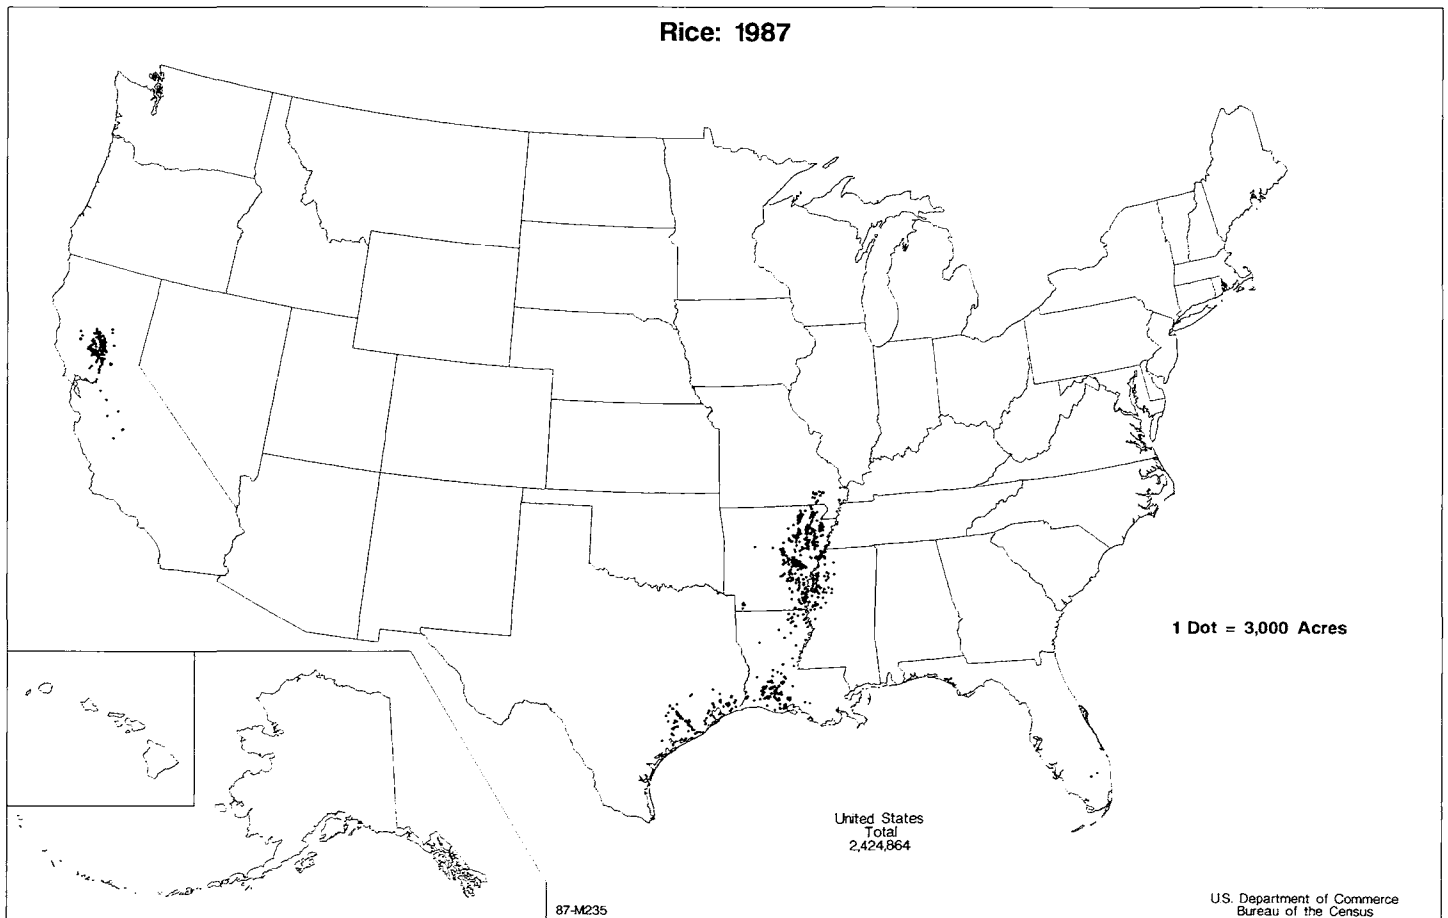 Rice: 1987
1 Dot = 3,000 Acres
United States
Total
2,424,864
87-M235
U.S. Department of Commerce
Bureau of the Census